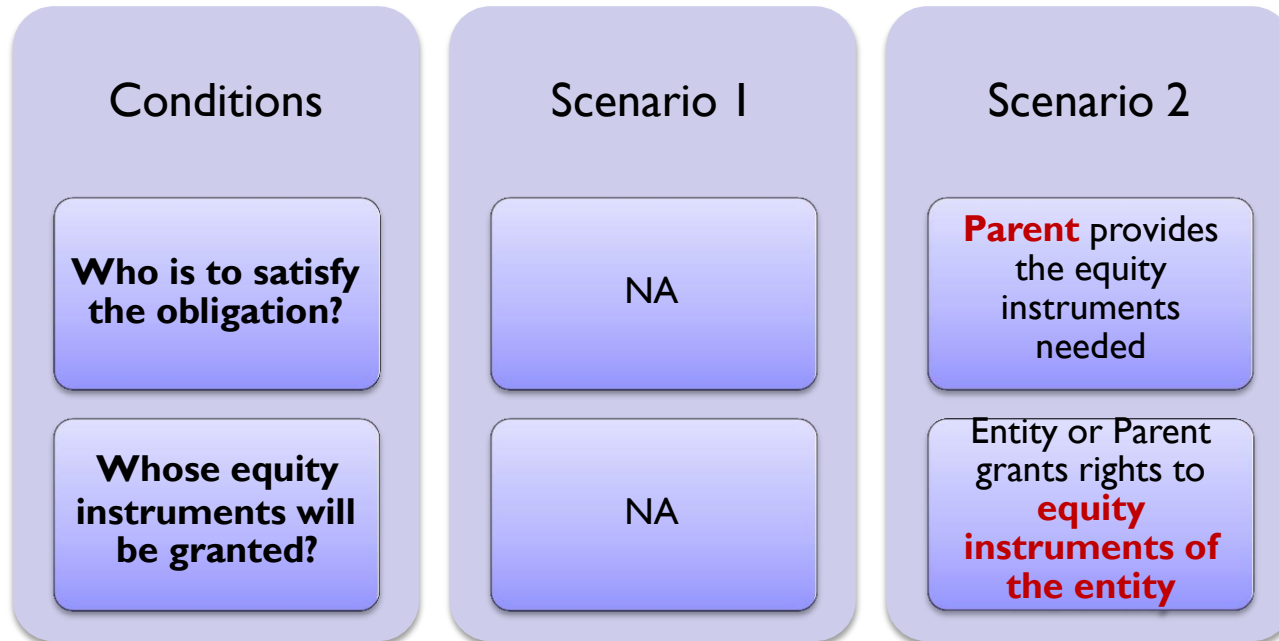 Conditions
Who is to satisfy
the obligation?
Whose equity
instruments will
be granted?
Scenario 1
NA
NA
Scenario 2
Parent provides
the equity
instruments
needed
Entity or Parent
grants rights to
equity
instruments of
the entity